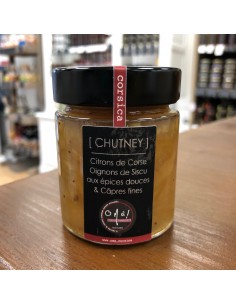 corsica
[ CHUTNEY ]
Citrons de Corse
Oignons de Siscu
aux épices douces
& Câpres fines